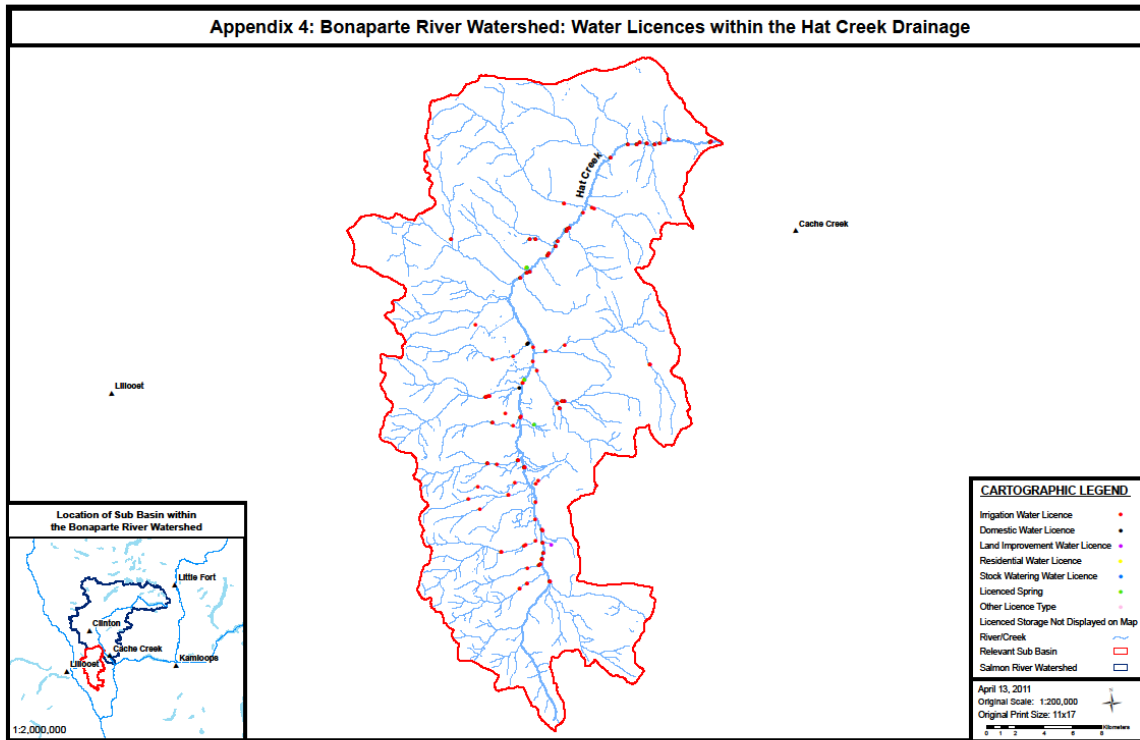 Appendix 4: Bonaparte River Watershed: Water Licences within the Hat Creek Drainage
Hat Creek
Cache Creek
Lillooet
Location of Sub Basin within
the Bonaparte River Watershed
Little Fort
Clinton
Cache Creek
Lillooet
Kamloops
1:2,000,000
CARTOGRAPHIC LEGEND
Irrigation Water Licence
Domestic Water Licence
Land Improvement Water Licence
Residential Water Licence
Stock Watering Water Licence
Licenced Spring
Other Licence Type
Licenced Storage Not Displayed on Map
River/Creek
Relevant Sub Basin
Salmon River Watershed
April 13, 2011
Original Scale: 1:200,000
Original Print Size: 11x17
0 1 2 4 6 8 Kilometers